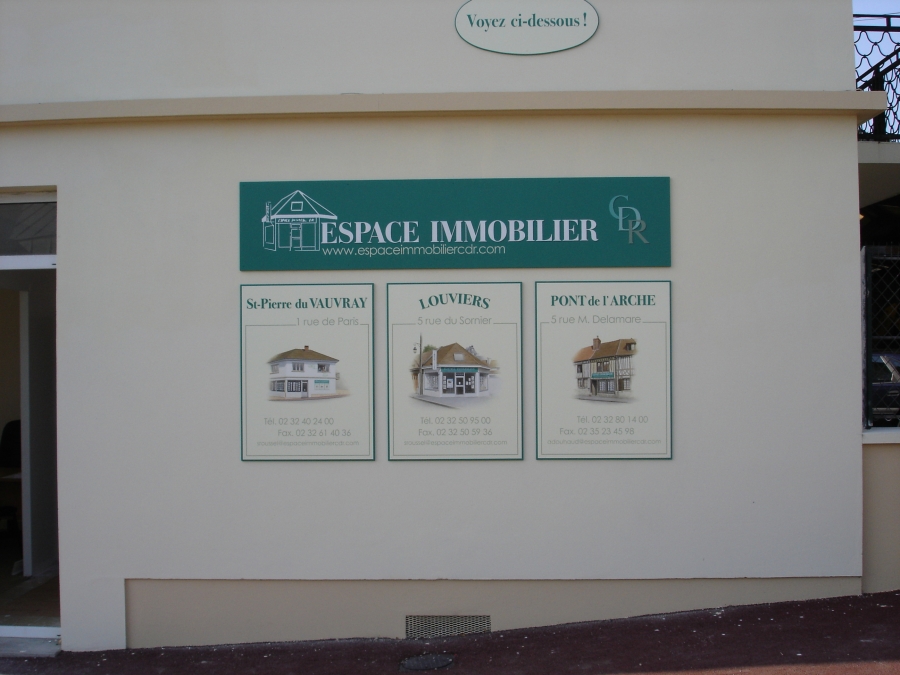 Voyez ci-dessous !
ESPACE IMMOBILIER
CDR
www.espaceimmobiliercdr.com
St-Pierre du VAUVRAY
1 rue de Paris
Tél. 02 32 40 24 00
Fax. 02 32 61 40 36
LOUVIERS
5 rue du Sornier
Tél. 02 32 50 95 00
Fax. 02 32 50 59 36
PONT de l'ARCHE
5 rue M. Delamare
Tél. 02 32 80 14 00
Fax. 02 35 23 45 98